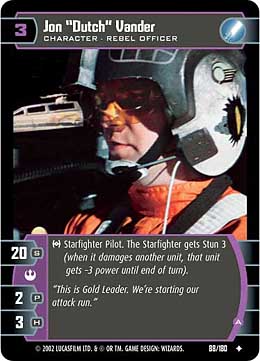 3
Jon "Dutch" Vander
CHARACTER - REBEL OFFICER
20 S
2 P
3 H
Starfighter Pilot. The Starfighter gets Stun 3
(when it damages another unit, that unit
gets -3 power until end of turn).
"This is Gold Leader. We're starting our
attack run."
A
© 2002 LUCASFILM LTD. & ® OR TM. GAME DESIGN: WIZARDS.
88/180